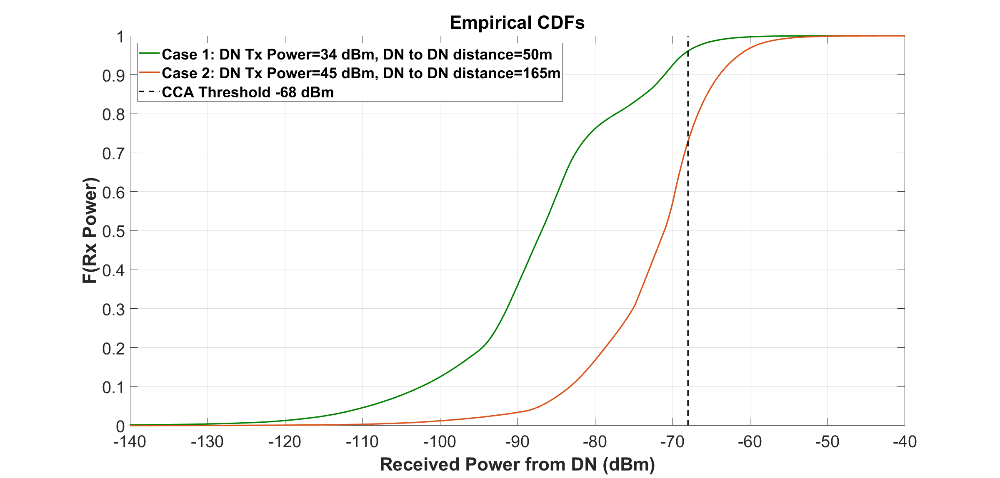 Empirical CDFs
Case 1: DN Tx Power=34 dBm, DN to DN distance=50m
Case 2: DN Tx Power=45 dBm, DN to DN distance=165m
CCA Threshold -68 dBm
F(Rx Power)
1
0.9
0.8
0.7
0.6
0.5
0.4
0.3
0.2
0.1
0
-140 -130 -120 -110 -100 -90 -80 -70 -60 -50 -40
Received Power from DN (dBm)